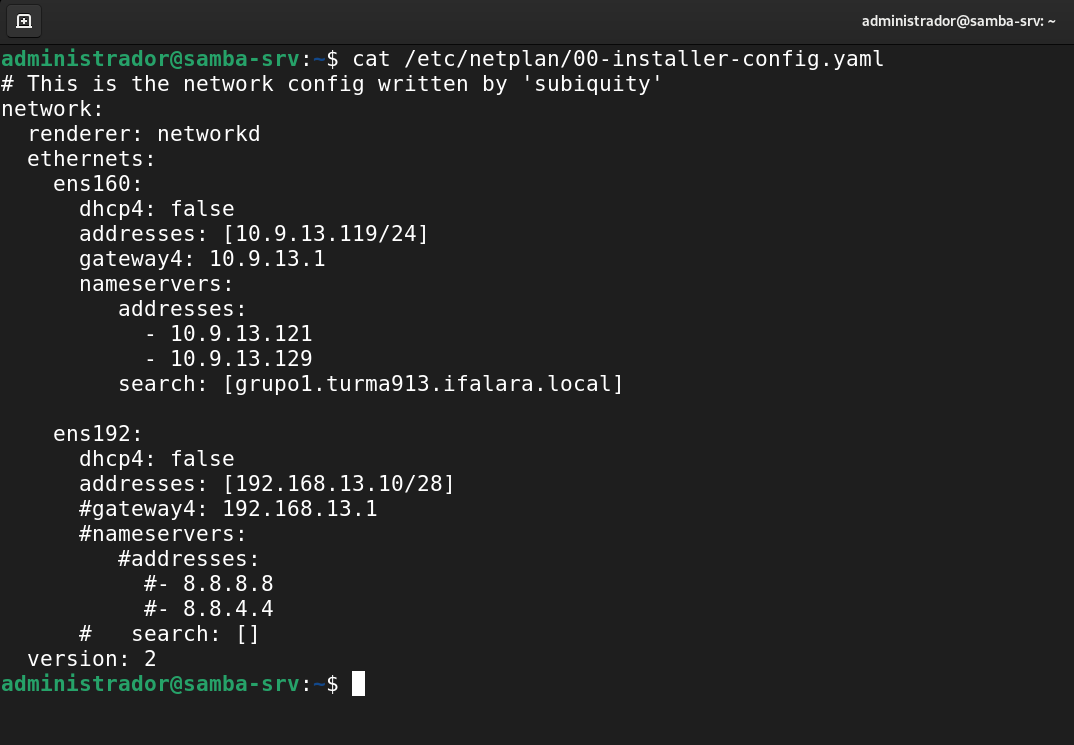 administrador@samba-srv: ~
administrador@samba-srv:~$ cat /etc/netplan/00-installer-config.yaml
# This is the network config written by 'subiquity'
network:
  renderer: networkd
  ethernets:
    ens160:
      dhcp4: false
      addresses: [10.9.13.119/24]
      gateway4: 10.9.13.1
      nameservers:
         addresses:
           - 10.9.13.121
           - 10.9.13.129
         search: [grupo1.turma913.ifalara.local]

    ens192:
      dhcp4: false
      addresses: [192.168.13.10/28]
      #gateway4: 192.168.13.1
      #nameservers:
         #addresses:
           #- 8.8.8.8
           #- 8.8.4.4
      #   search: []
  version: 2
administrador@samba-srv:~$